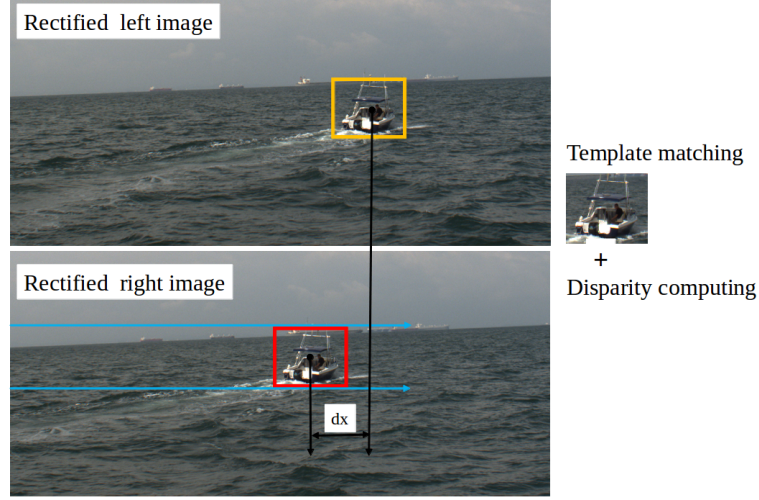 Rectified  left image
Template matching
+
Disparity computing
Rectified  right image
dx